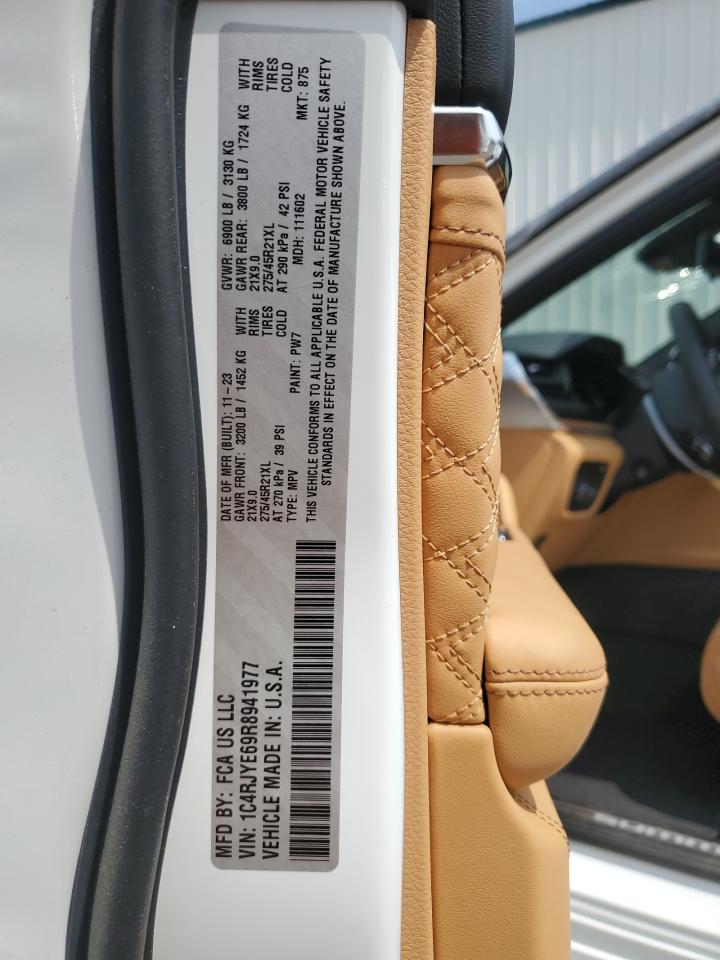 MFD BY: FCA US LLC
VIN: 1C4RJYE69R8941977
VEHICLE MADE IN: U.S.A.
DATE OF MFR (BUILT): 11-23 GVWR: 6900 LB / 3130 KG
GAWR FRONT: 3200 LB / 1452 KG WITH GAWR REAR: 3800 LB / 1724 KG WITH
21X9.0 RIMS 21X9.0 RIMS
275/45R21XL TIRES 275/45R21XL TIRES
AT 270 kPa / 39 PSI COLD AT 290 kPa / 42 PSI COLD
TYPE: MPV PAINT: PW7 MDH: 111602 MKT: 875
THIS VEHICLE CONFORMS TO ALL APPLICABLE U.S.A. FEDERAL MOTOR VEHICLE SAFETY
STANDARDS IN EFFECT ON THE DATE OF MANUFACTURE SHOWN ABOVE.